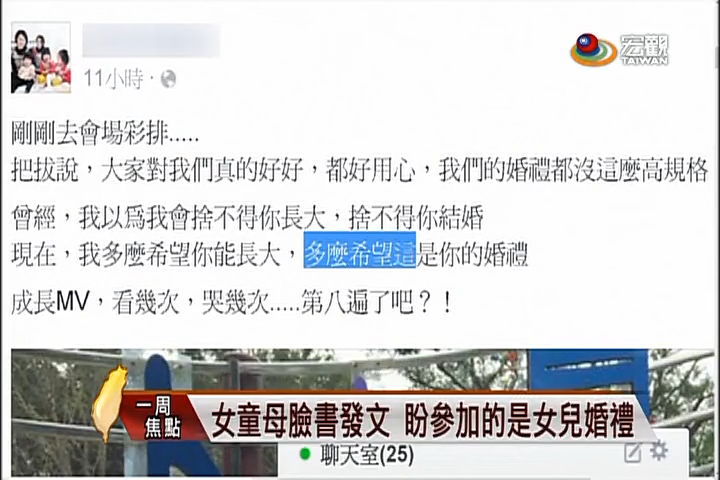 宏觀
TAIWAN
11小時
剛剛去會場彩排.....
把拔說，大家對我們真的好好，都好用心，我們的婚禮都沒這麼高規格
曾經，我以為我會捨不得你長大，捨不得你結婚
現在，我多麼希望你能長大，多麼希望這是你的婚禮
成長MV，看幾次，哭幾次.....第八遍了吧？！
一周
焦點
女童母臉書發文 盼參加的是女兒婚禮
聊天室(25)